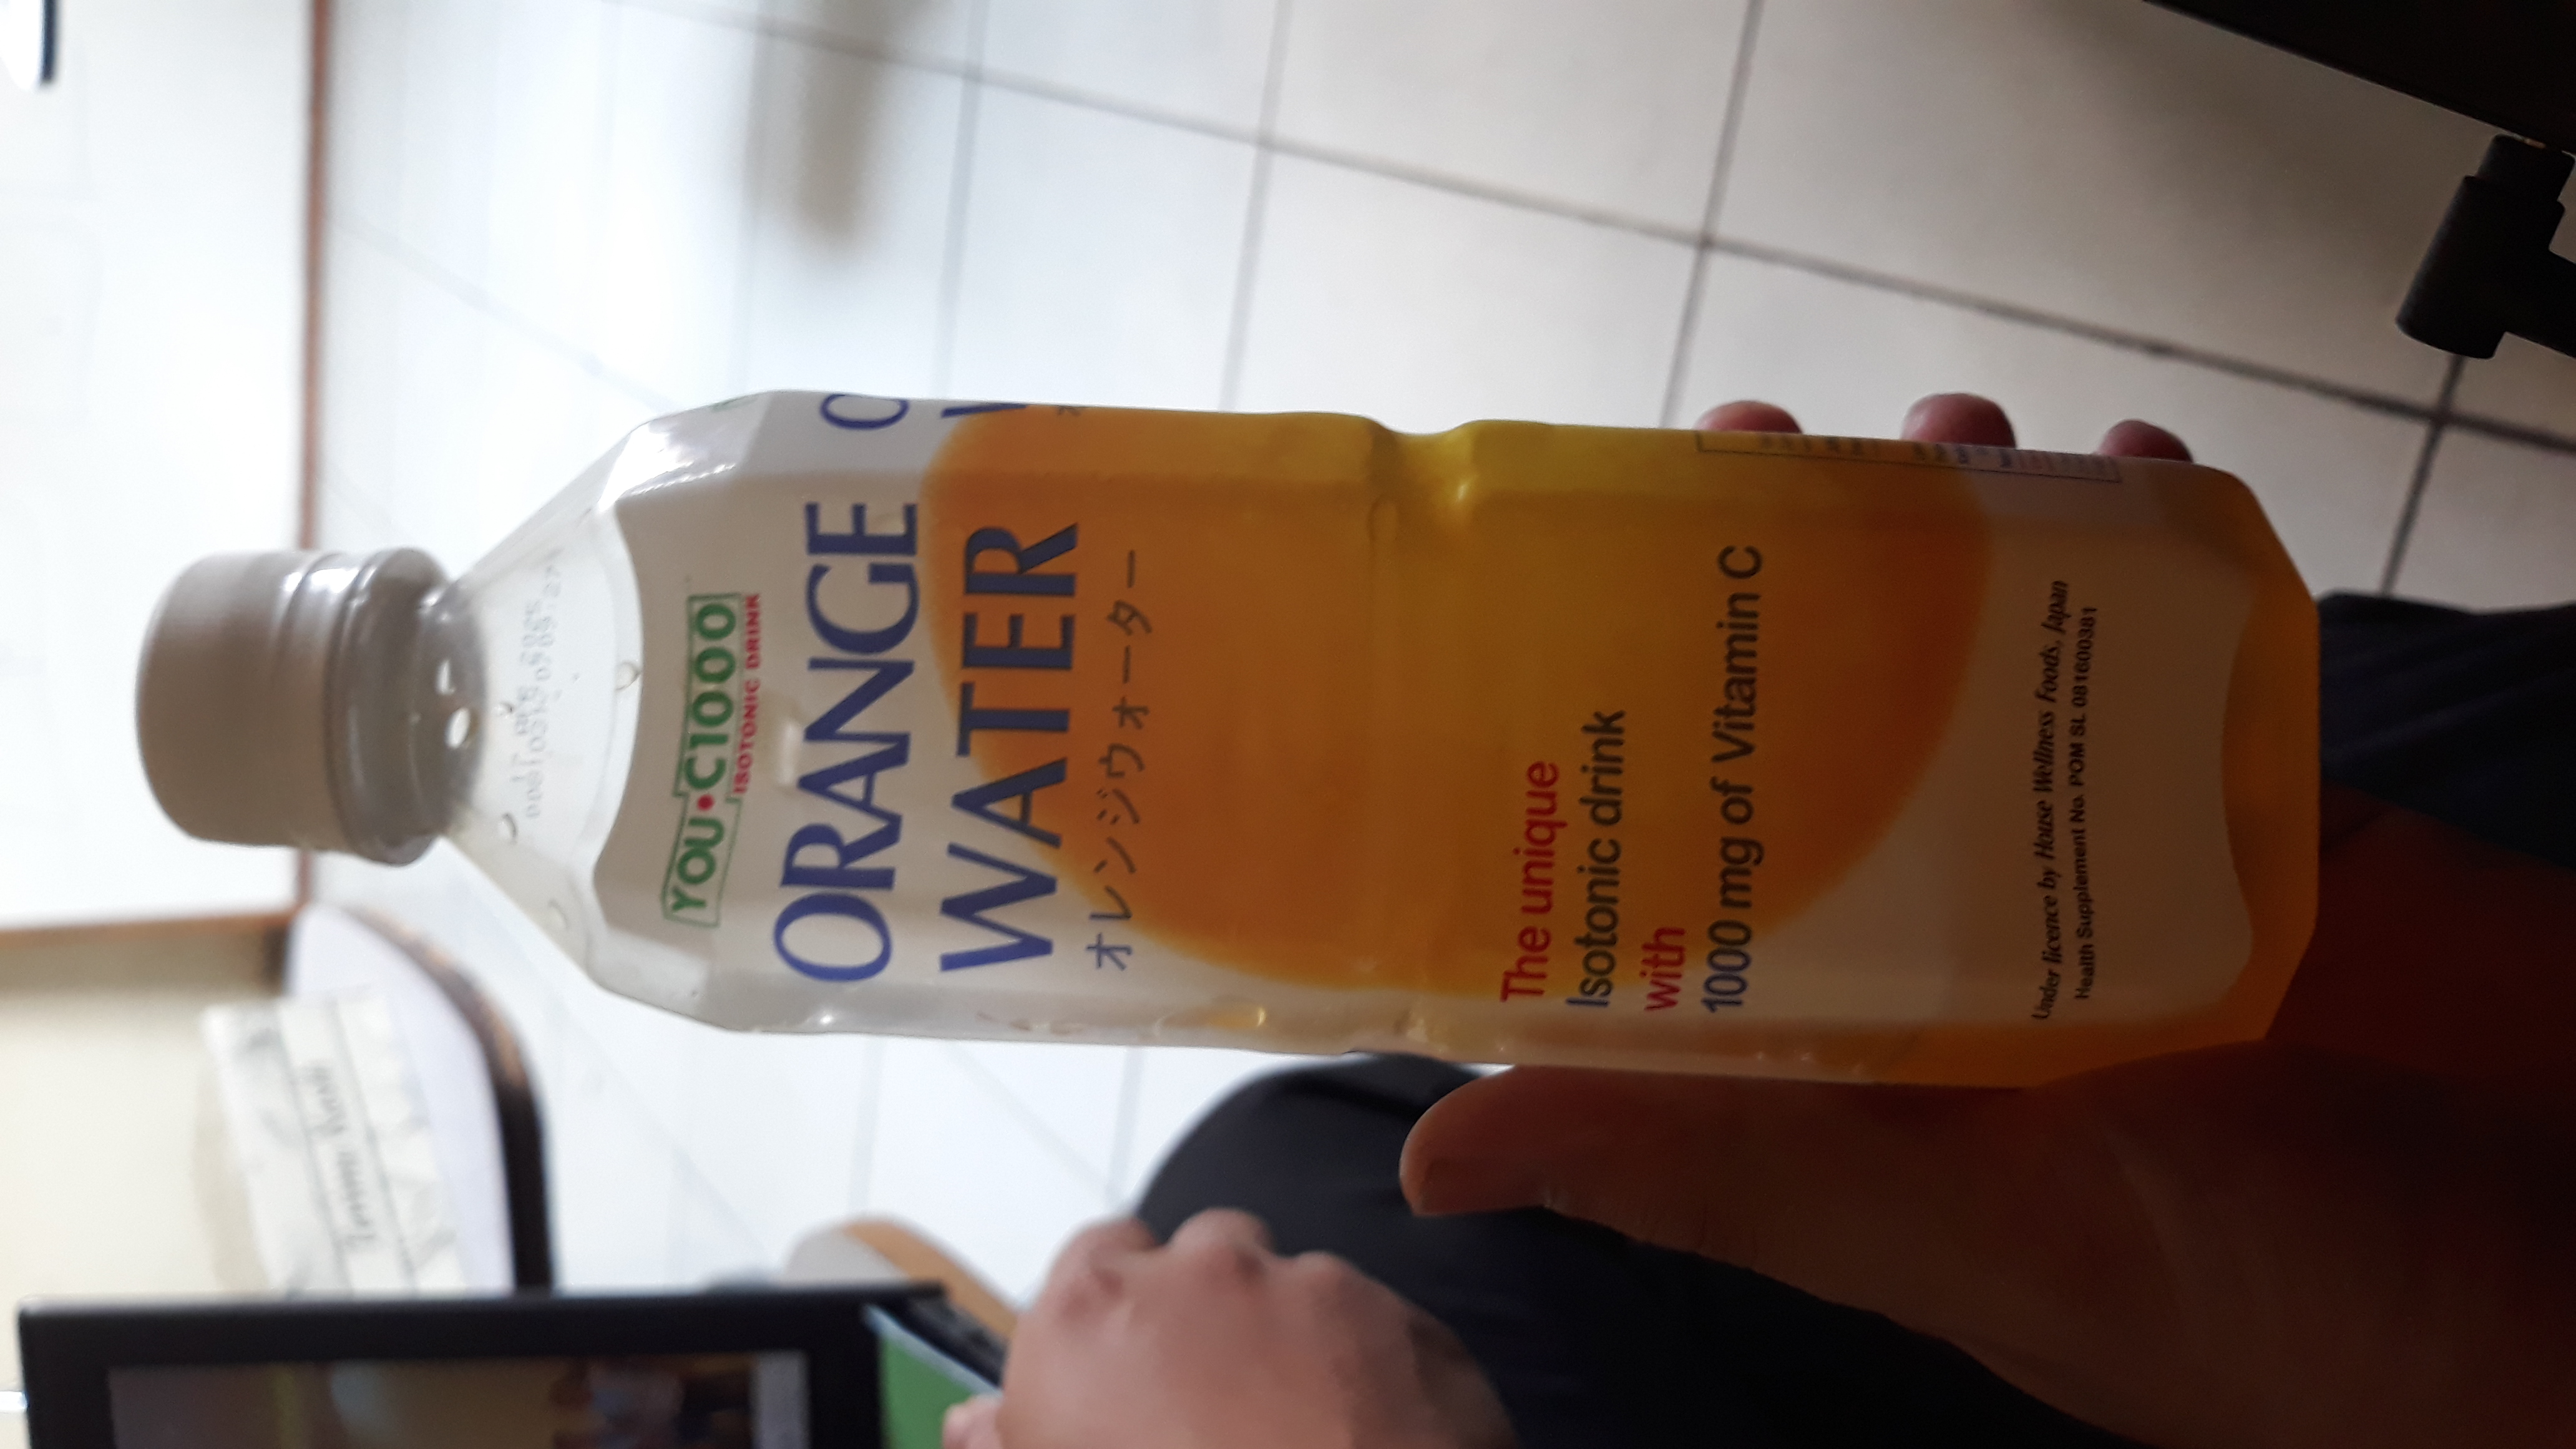 2025
YOU•C1000
ISOTONIC DRINK
ORANGE
WATER
オレンジウォーター
The unique
Isotonic drink
with
1000 mg of Vitamin C
Under licence by House Wellness Foods, Japan
Health Supplement No. POM SL 081600381